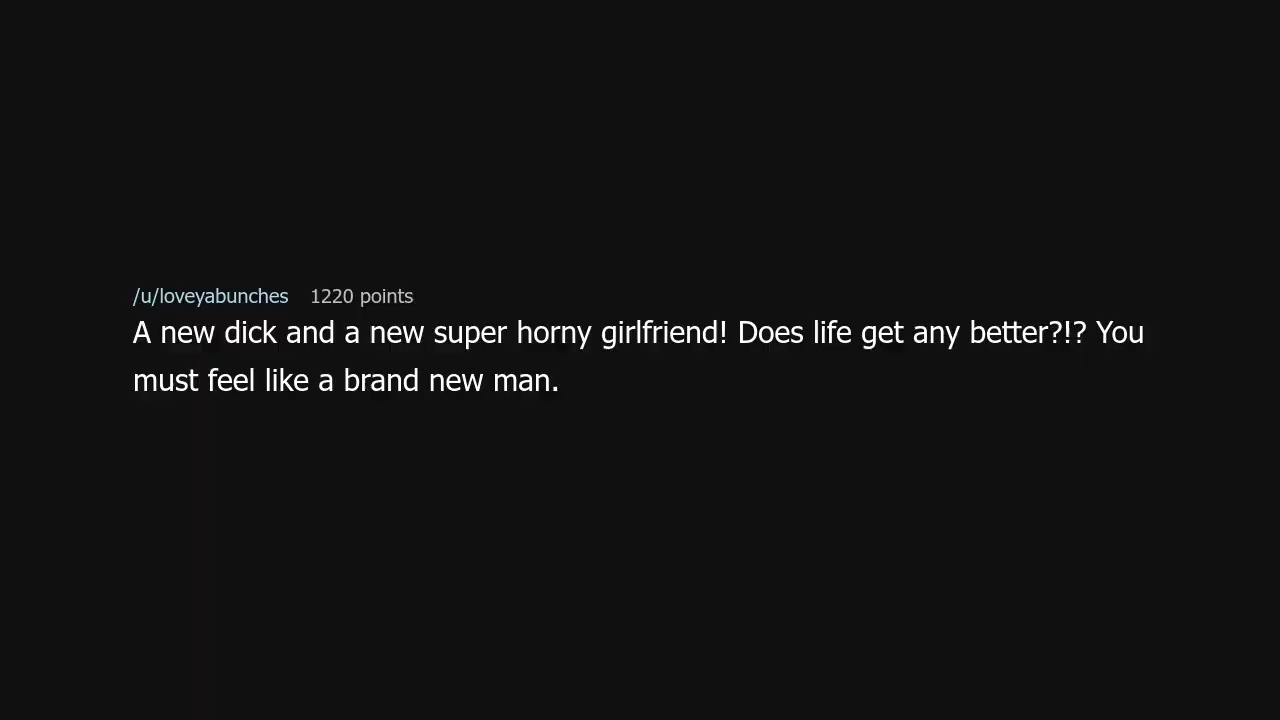 /u/loveyabunches 1220 points
A new dick and a new super horny girlfriend! Does life get any better?!? You
must feel like a brand new man.